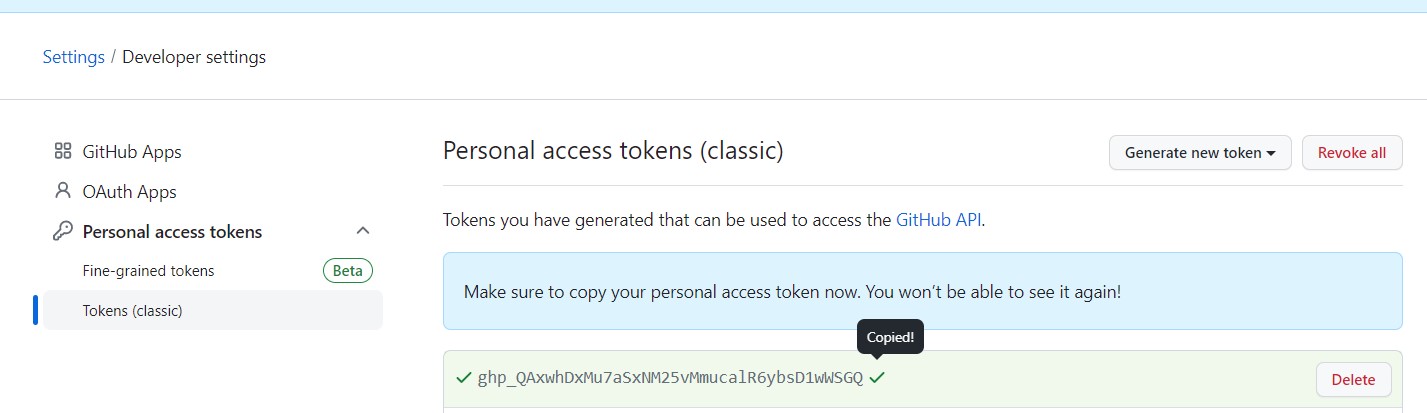 Settings / Developer settings
GitHub Apps
OAuth Apps
Personal access tokens
Fine-grained tokens Beta
Tokens (classic)
Personal access tokens (classic)
Generate new token
Revoke all
Tokens you have generated that can be used to access the GitHub API.
Make sure to copy your personal access token now. You won't be able to see it again!
Copied!
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
Delete